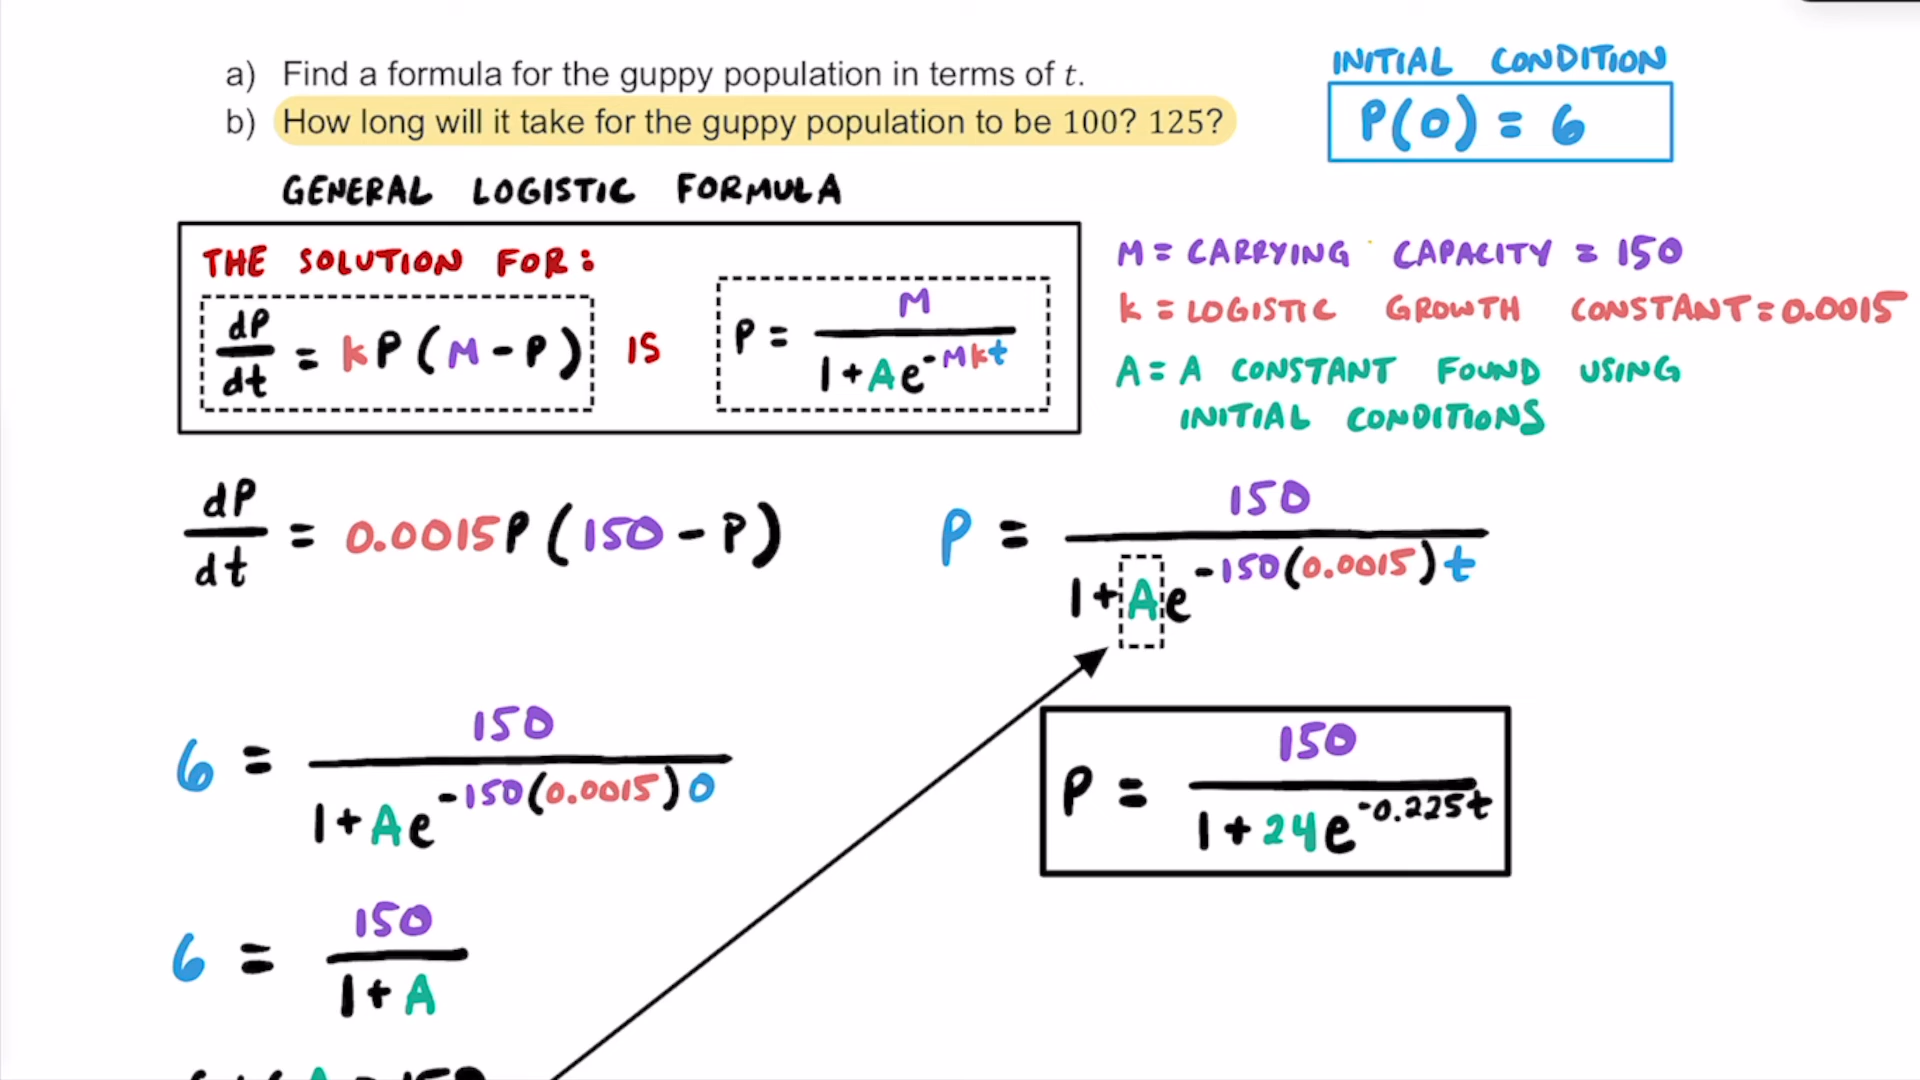 a) Find a formula for the guppy population in terms of t.
b) How long will it take for the guppy population to be 100? 125?
INITIAL CONDITION
P(0) = 6
GENERAL LOGISTIC FORMULA
THE SOLUTION FOR:
dP/dt = kP(M-P) IS P = M/(1+Ae^-Mkt)
M = CARRYING CAPACITY = 150
k = LOGISTIC GROWTH CONSTANT = 0.0015
A = A CONSTANT FOUND USING
INITIAL CONDITIONS
dP/dt = 0.0015P(150-P)
P = 150/(1+Ae^-150(0.0015)t)
6 = 150/(1+Ae^-150(0.0015)0)
P = 150/(1+24e^-0.225t)
6 = 150/(1+A)